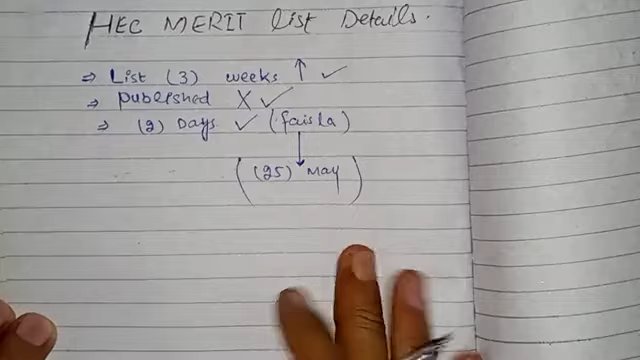 HEC MERIT list Details.
⇒ List (3) weeks ↑ ✓
⇒ published X ✓
⇒ (2) Days ✓ (faisla)
((25) May)